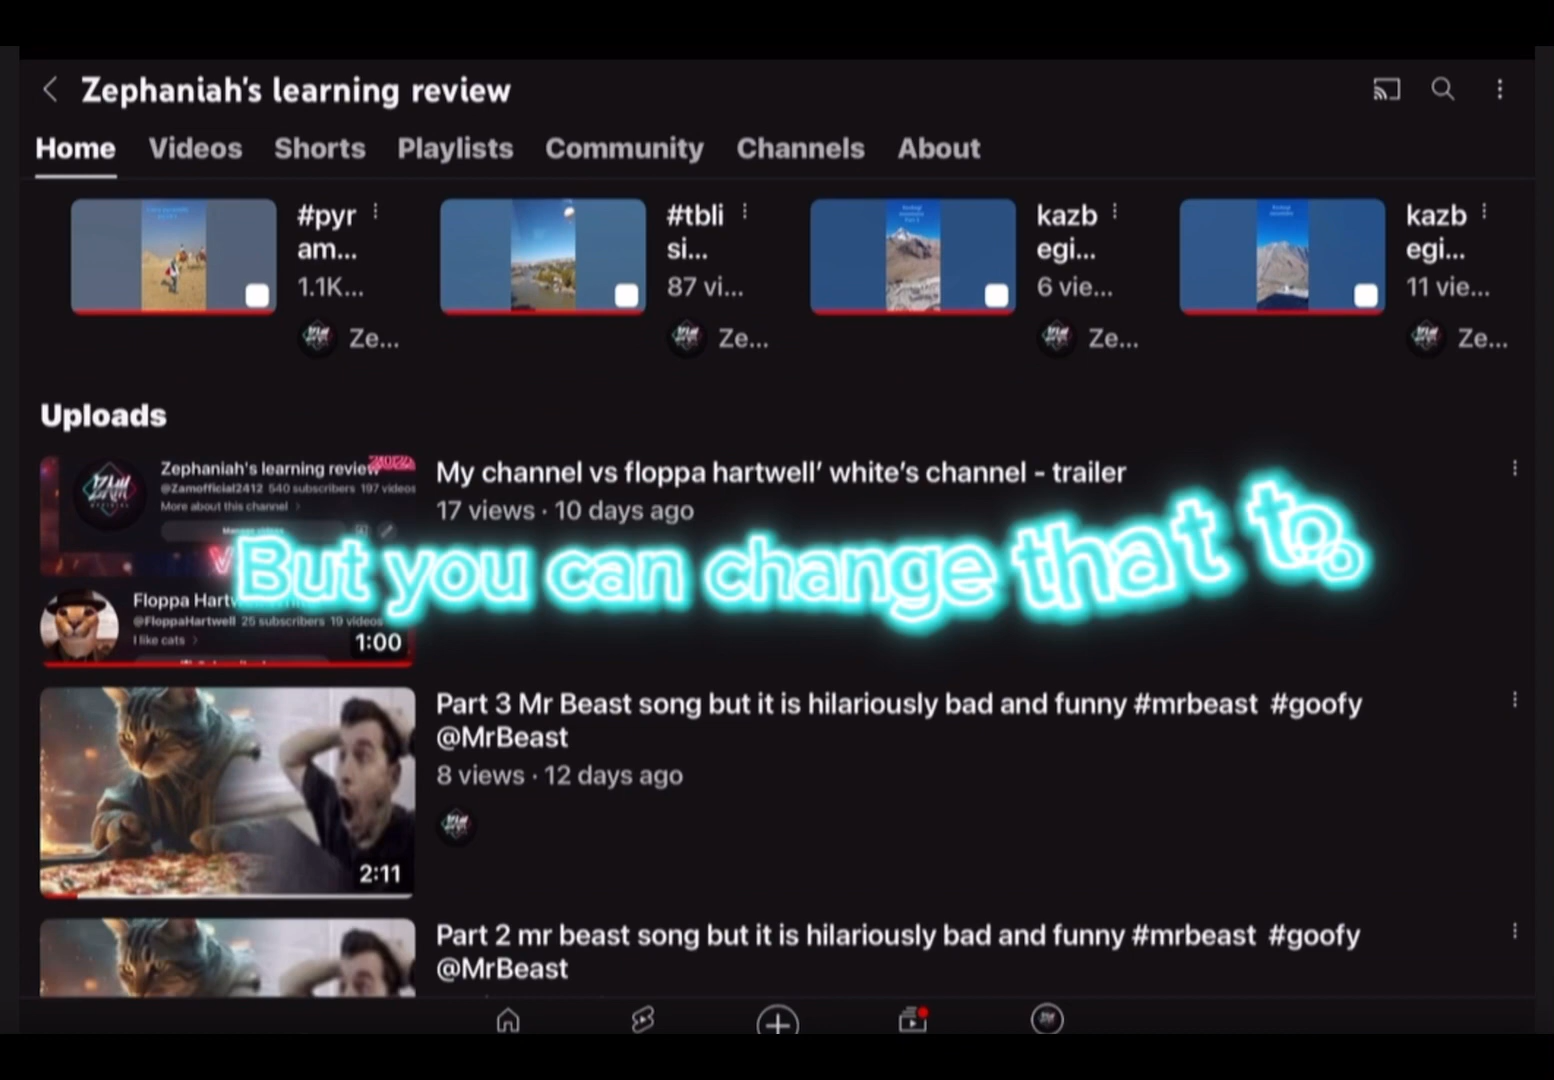 Zephaniah's learning review
Home Videos Shorts Playlists Community Channels About
#pyr
am...
1.1K...
Ze...
#tbli
si...
87 vi...
Ze...
kazb
egi...
6 vie...
Ze...
kazb
egi...
11 vie...
Ze...
Uploads
Zephaniah's learning review
@Zamofficial2412 540 subscribers 197 videos
More about this channel
Manage videos
Floppa Hart
@FloppaHartwell 25 subscribers 19 videos
I like cats
1:00
My channel vs floppa hartwell' white's channel - trailer
17 views · 10 days ago
But you can change that to
2:11
Part 3 Mr Beast song but it is hilariously bad and funny #mrbeast #goofy
@MrBeast
8 views · 12 days ago
Part 2 mr beast song but it is hilariously bad and funny #mrbeast #goofy
@MrBeast